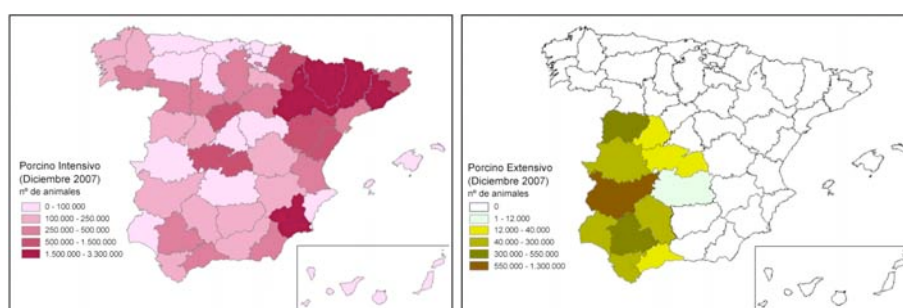 Porcino Intensivo
(Diciembre 2007)
nº de animales
0 - 100.000
100.000 - 250.000
250.000 - 500.000
500.000 - 1.500.000
1.500.000 - 3.300.000
Porcino Extensivo
(Diciembre 2007)
nº de animales
0
1 - 12.000
12.000 - 40.000
40.000 - 300.000
300.000 - 550.000
550.000 - 1.300.000